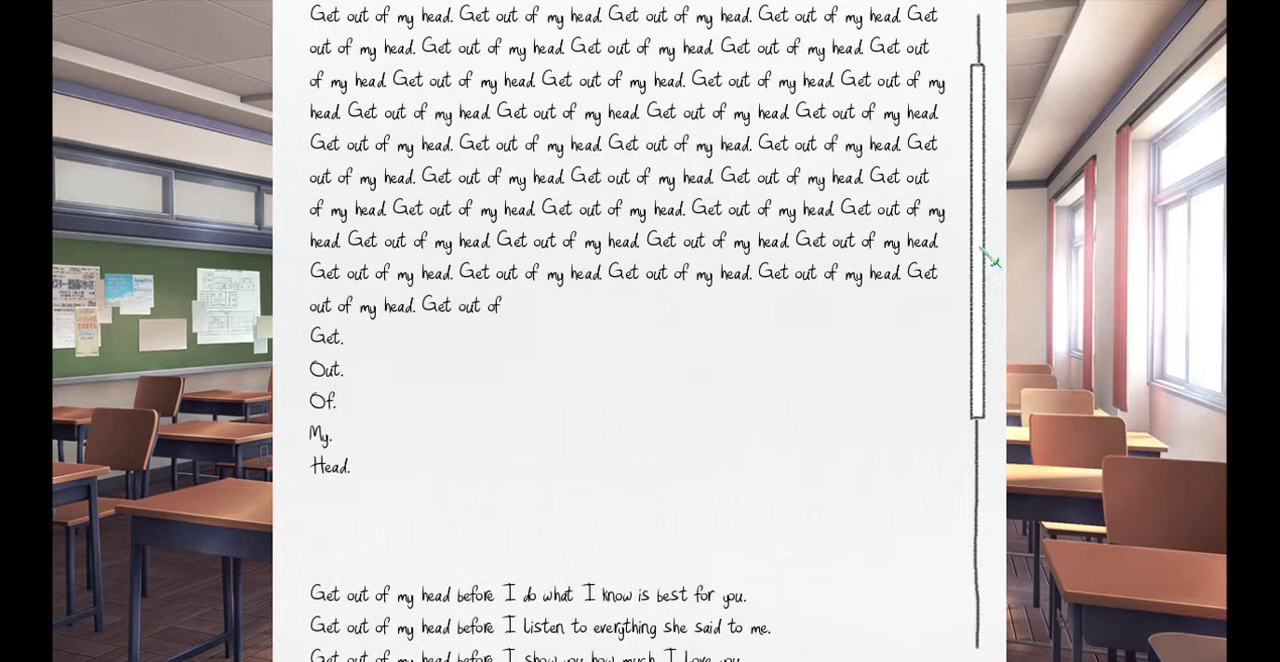 Get out of my head. Get out of my head. Get out of my head. Get out of my head. Get
out of my head. Get out of my head. Get out of my head. Get out of my head. Get out
of my head. Get out of my head. Get out of my head. Get out of my head. Get out of my
head. Get out of my head. Get out of my head. Get out of my head. Get out of my head.
Get out of my head. Get out of my head. Get out of my head. Get out of my head. Get
out of my head. Get out of my head. Get out of my head. Get out of my head. Get out
of my head. Get out of my head. Get out of my head. Get out of my head. Get out of my
head. Get out of my head. Get out of my head. Get out of my head. Get out of my head.
Get out of my head. Get out of my head. Get out of my head. Get out of my head. Get
out of my head. Get out of
Get.
Out.
Of.
My.
Head.
Get out of my head before I do what I know is best for you.
Get out of my head before I listen to everything she said to me.
Get out of my head before I show you how much I love you.